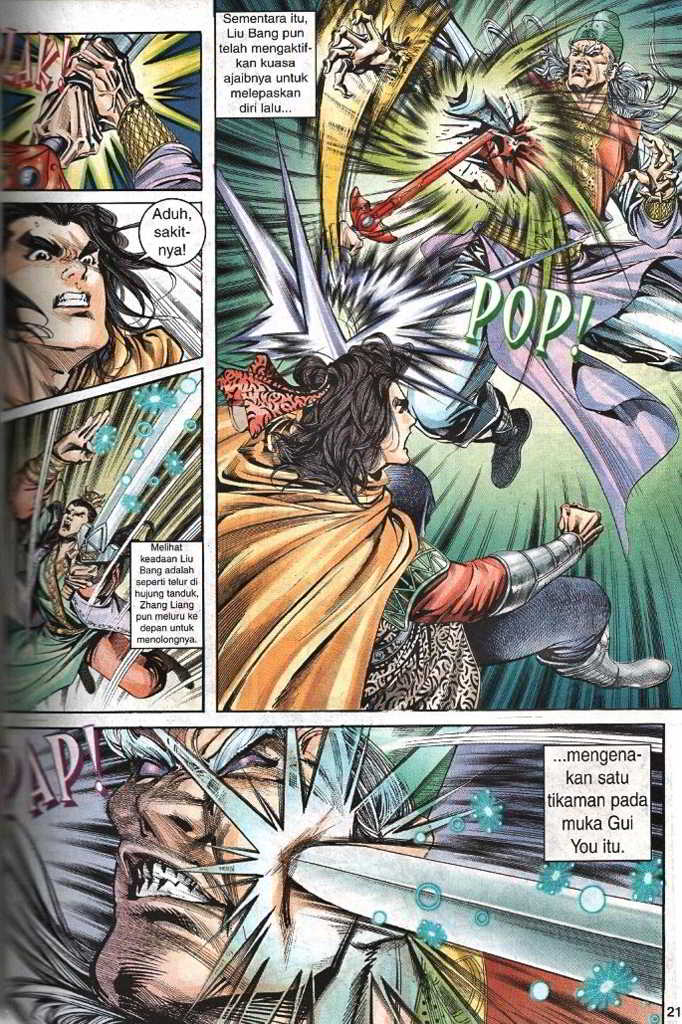 LAK!
Aduh,
sakit-
nya!
Melihat
keadaan Liu
Bang adalah
seperti telur di
hujung tanduk,
Zhang Liang
pun meluru ke
depan untuk
menolongnya.
Sementara itu,
Liu Bang pun
telah mengaktif-
kan kuasa
ajaibnya untuk
melepaskan
diri lalu...
POP!
PAP!
...mengena-
kan satu
tikaman pada
muka Gui
You itu.
21